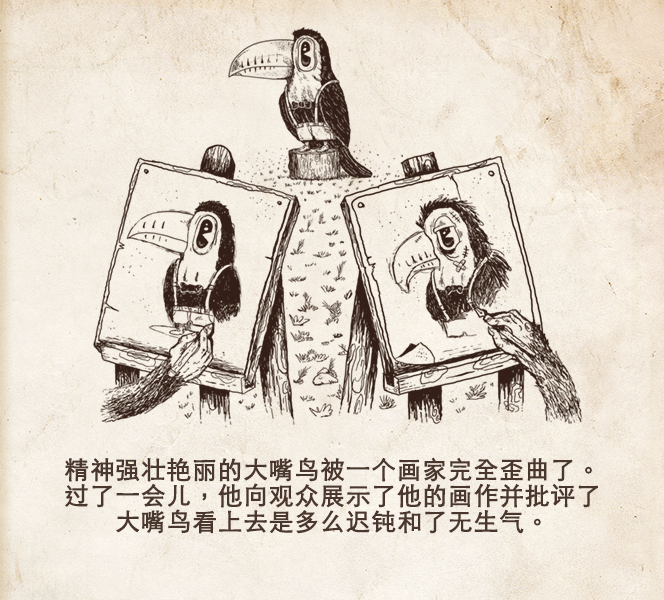 精神强壮艳丽的大嘴鸟被一个画家完全歪曲了。
过了一会儿，他向观众展示了他的画作并批评了
大嘴鸟看上去是多么迟钝和了无生气。